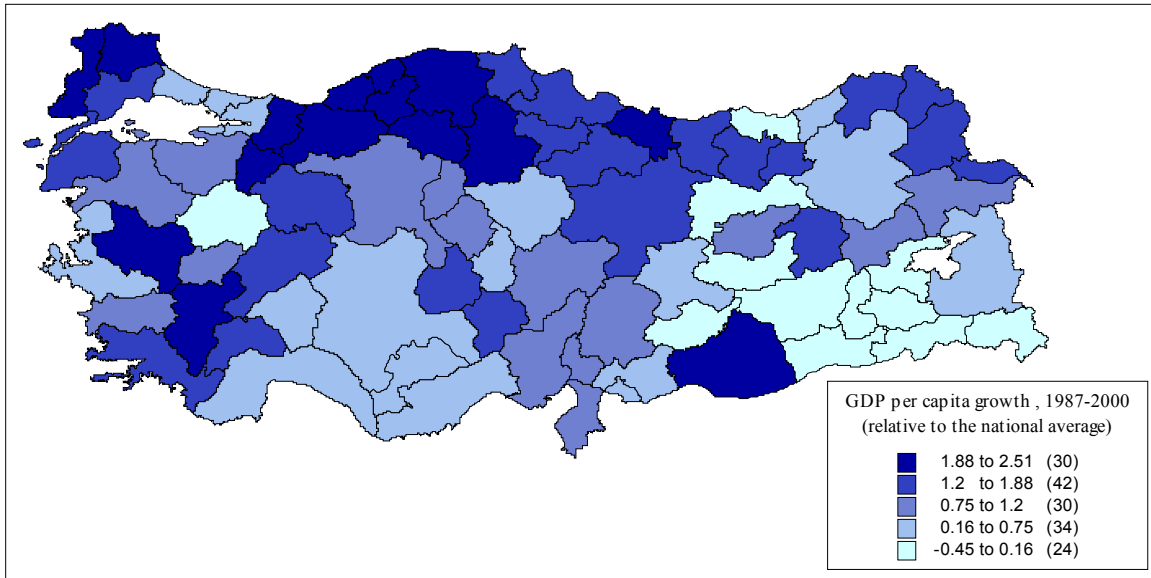 GDP per capita growth , 1987-2000
(relative to the national average)
1.88 to 2.51 (30)
1.2 to 1.88 (42)
0.75 to 1.2 (30)
0.16 to 0.75 (34)
-0.45 to 0.16 (24)